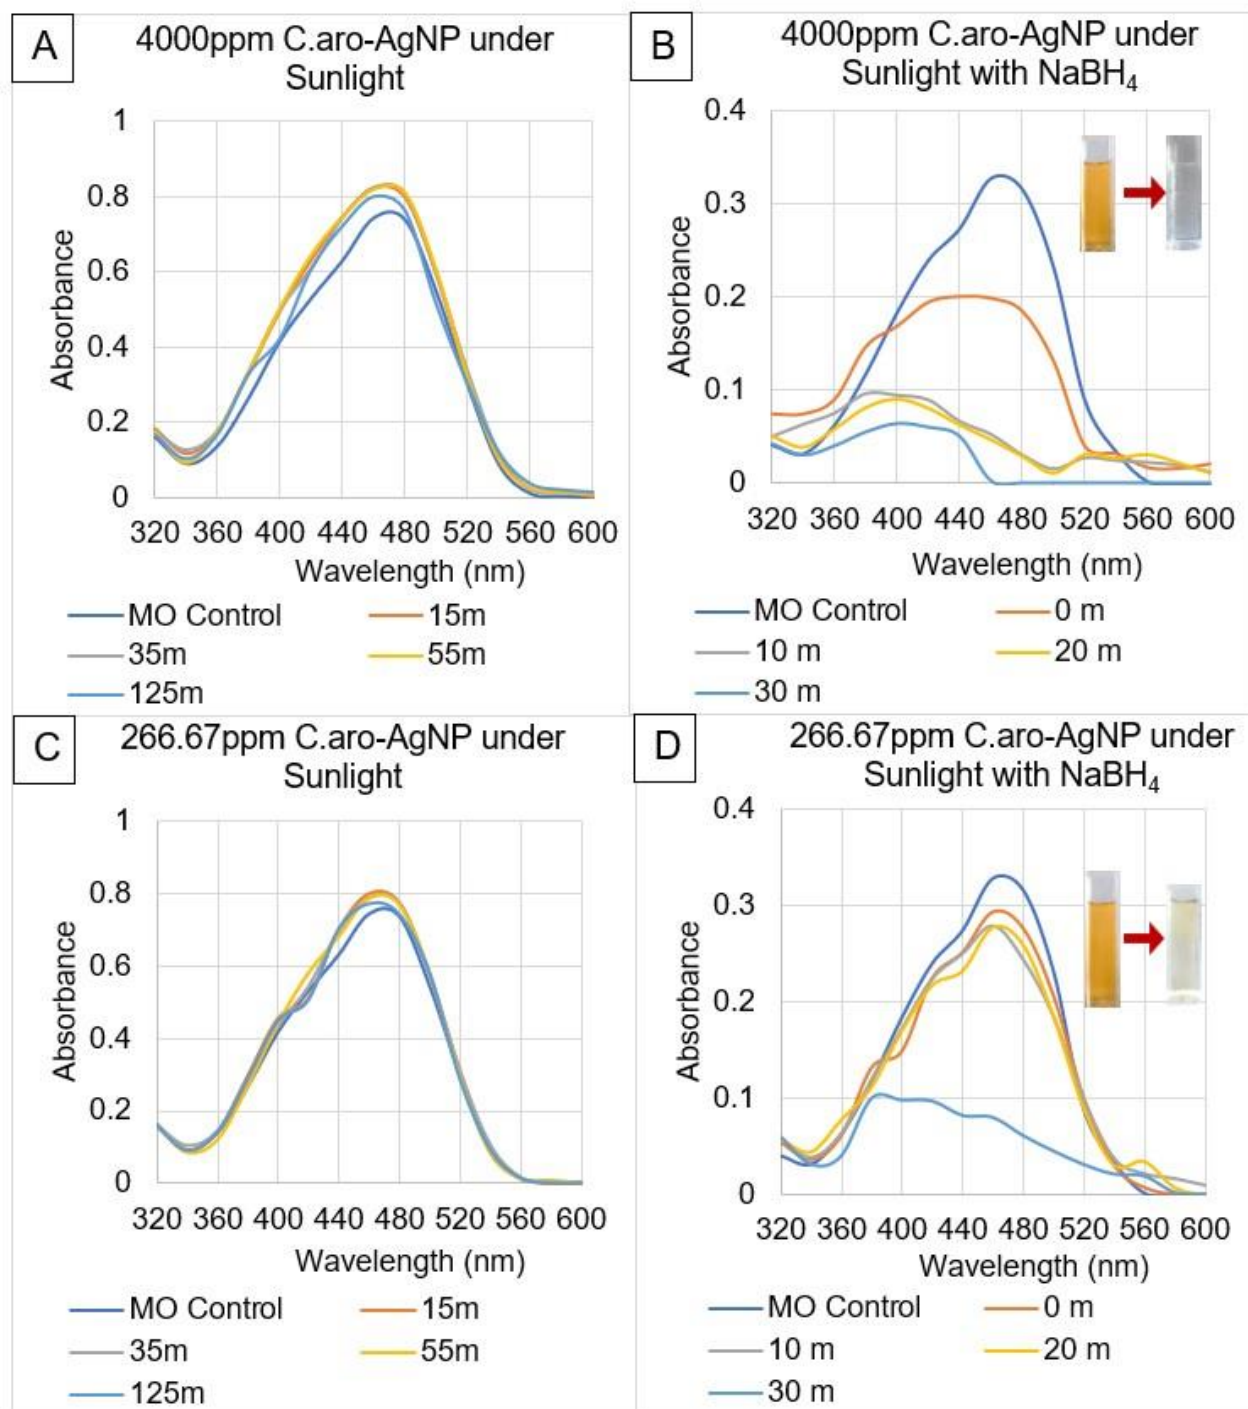 A
4000ppm C.aro-AgNP under
Sunlight
Absorbance
1
0.8
0.6
0.4
0.2
0
320 360 400 440 480 520 560 600
Wavelength (nm)
MO Control
15m
35m
55m
125m
B
4000ppm C.aro-AgNP under
Sunlight with NaBH₄
Absorbance
0.4
0.3
0.2
0.1
0
320 360 400 440 480 520 560 600
Wavelength (nm)
MO Control
0 m
10 m
20 m
30 m
C
266.67ppm C.aro-AgNP under
Sunlight
Absorbance
1
0.8
0.6
0.4
0.2
0
320 360 400 440 480 520 560 600
Wavelength (nm)
MO Control
15m
35m
55m
125m
D
266.67ppm C.aro-AgNP under
Sunlight with NaBH₄
Absorbance
0.4
0.3
0.2
0.1
0
320 360 400 440 480 520 560 600
Wavelength (nm)
MO Control
0 m
10 m
20 m
30 m